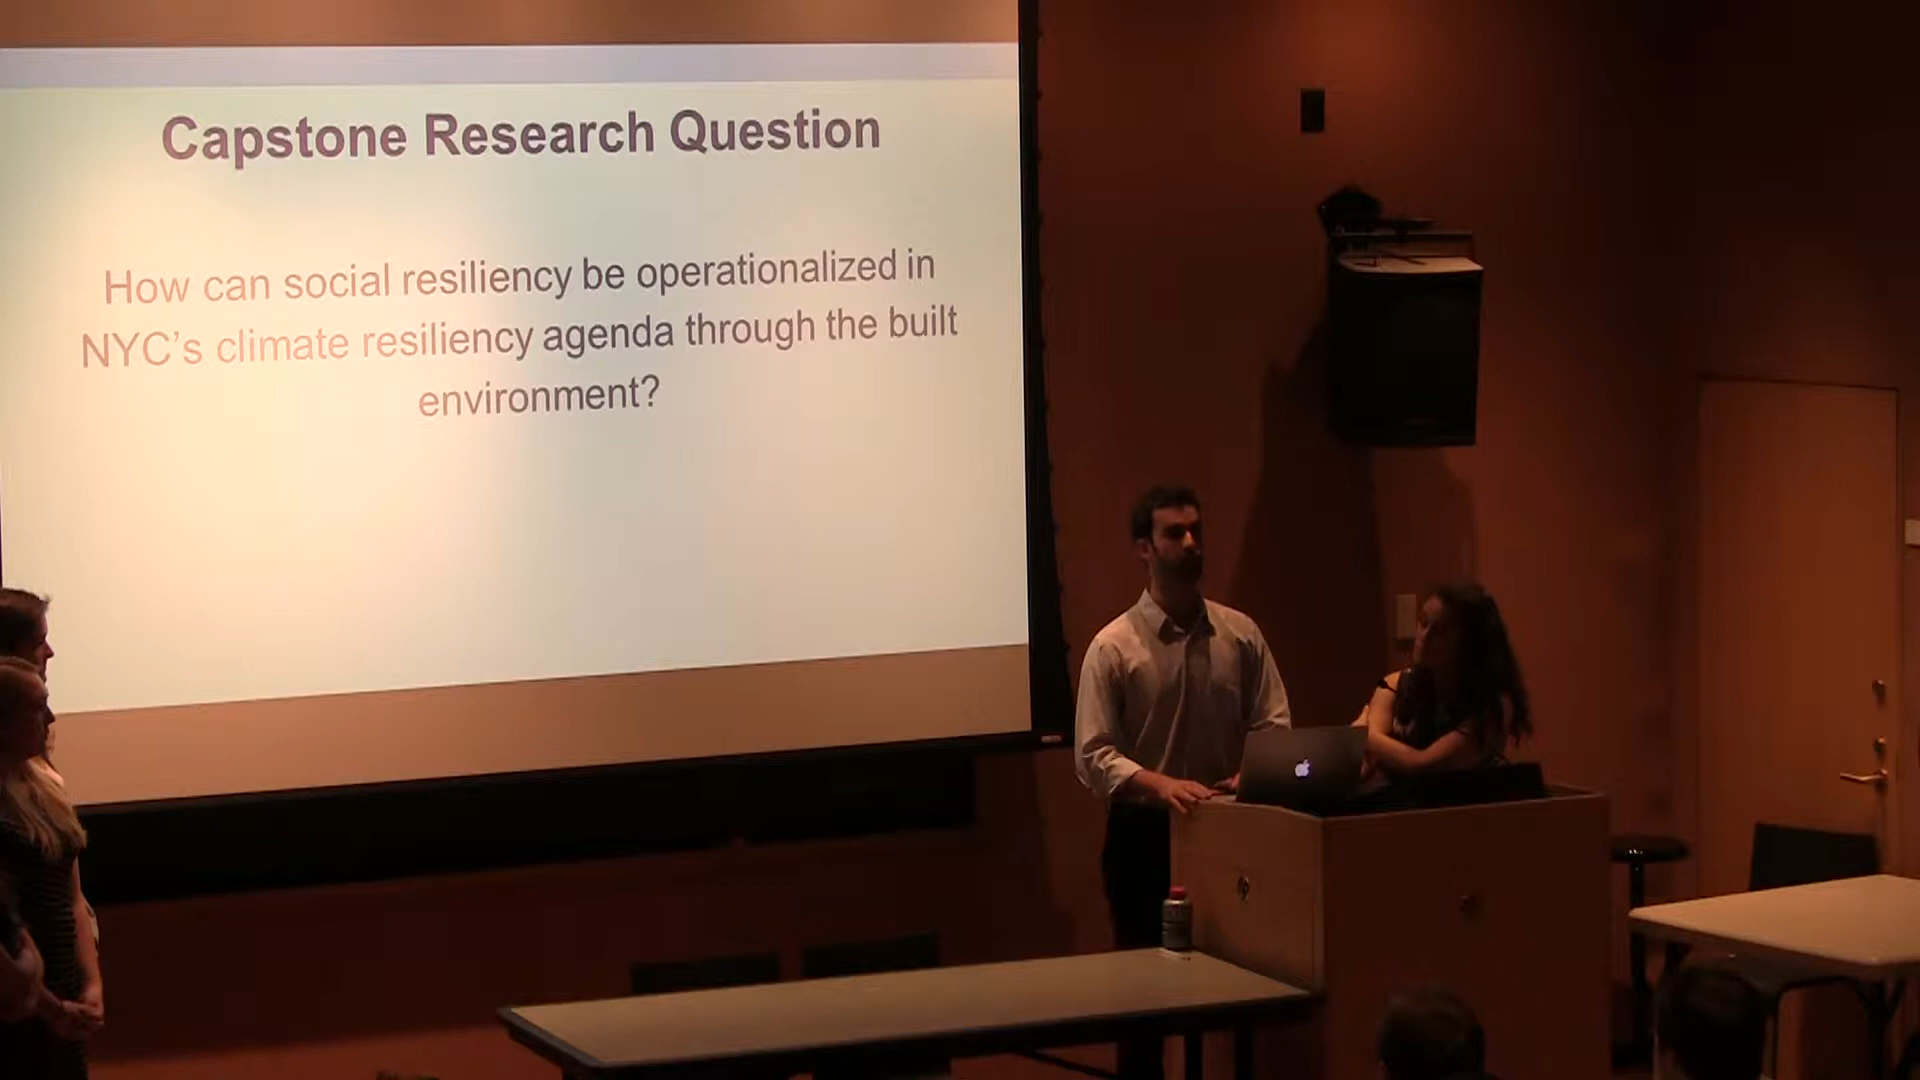 Capstone Research Question
How can social resiliency be operationalized in
NYC's climate resiliency agenda through the built
environment?